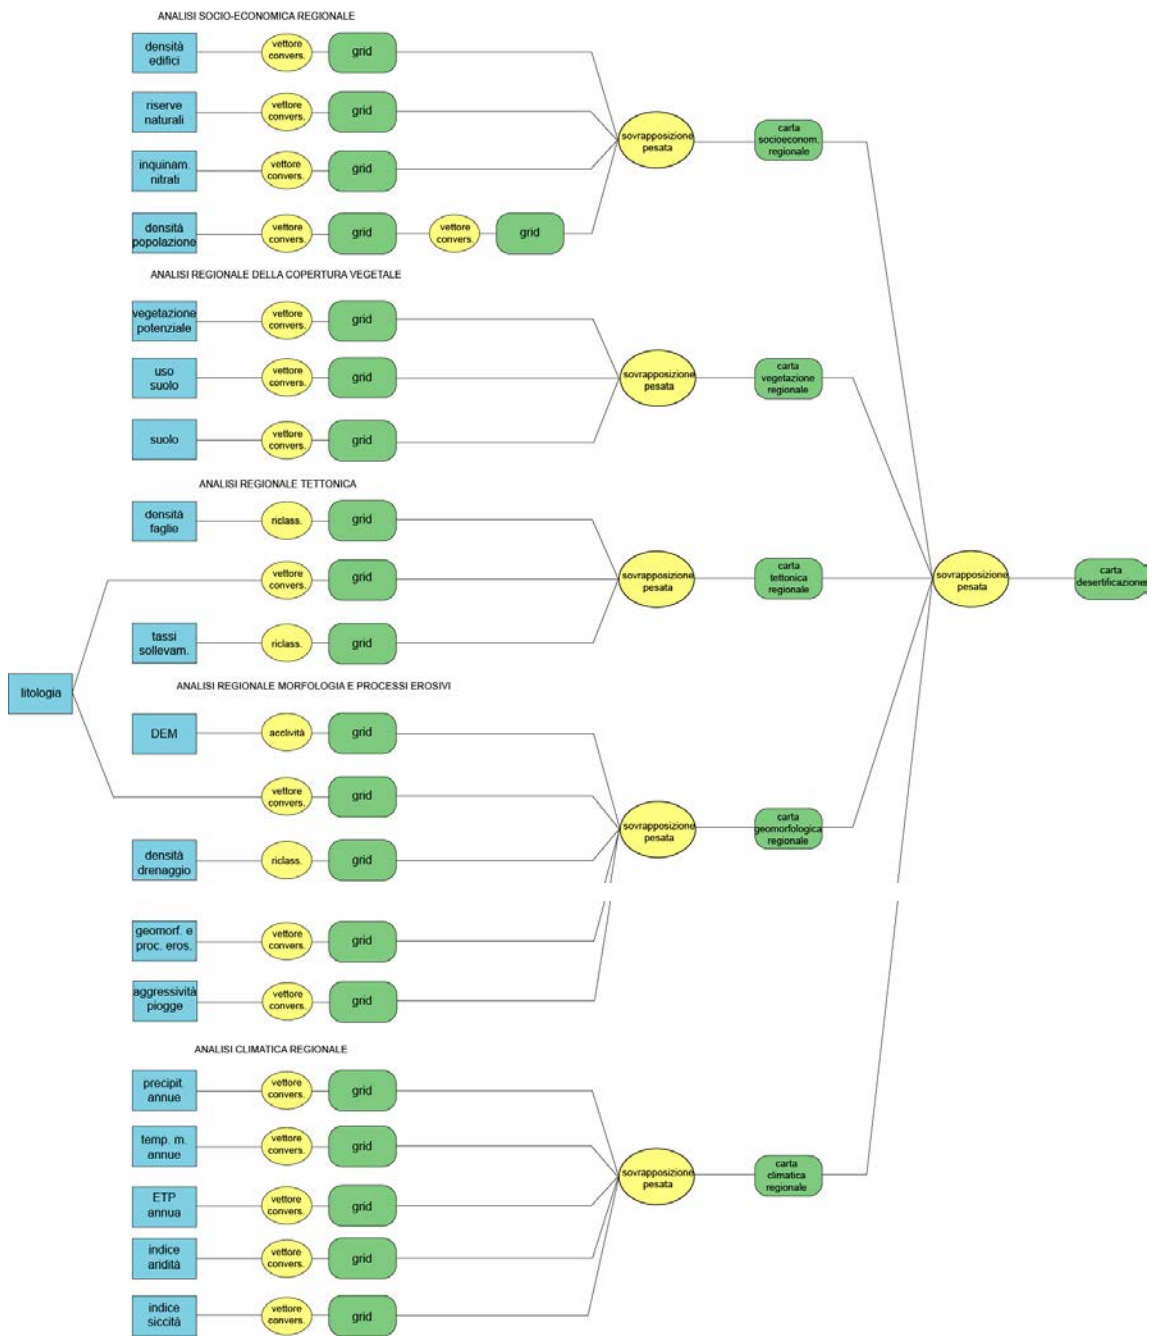 ANALISI SOCIO-ECONOMICA REGIONALE
densità
edifici
vettore
convers.
grid
riserve
naturali
vettore
convers.
grid
sovrapposizione
pesata
carta
socioeconom.
regionale
inquinam.
nitrati
vettore
convers.
grid
densità
popolazione
vettore
convers.
grid
vettore
convers.
grid
ANALISI REGIONALE DELLA COPERTURA VEGETALE
vegetazione
potenziale
vettore
convers.
grid
uso
suolo
vettore
convers.
grid
sovrapposizione
pesata
carta
vegetazione
regionale
suolo
vettore
convers.
grid
ANALISI REGIONALE TETTONICA
densità
faglie
riclass.
grid
vettore
convers.
grid
sovrapposizione
pesata
carta
tettonica
regionale
sovrapposizione
pesata
carta
desertificazione
tassi
sollevam.
riclass.
grid
litologia
ANALISI REGIONALE MORFOLOGIA E PROCESSI EROSIVI
DEM
acclività
grid
vettore
convers.
grid
sovrapposizione
pesata
carta
geomorfologica
regionale
densità
drenaggio
riclass.
grid
geomorf. e
proc. eros.
vettore
convers.
grid
aggressività
piogge
vettore
convers.
grid
ANALISI CLIMATICA REGIONALE
precipit.
annue
vettore
convers.
grid
temp. m.
annue
vettore
convers.
grid
sovrapposizione
pesata
carta
climatica
regionale
ETP
annua
vettore
convers.
grid
indice
aridità
vettore
convers.
grid
indice
siccità
vettore
convers.
grid